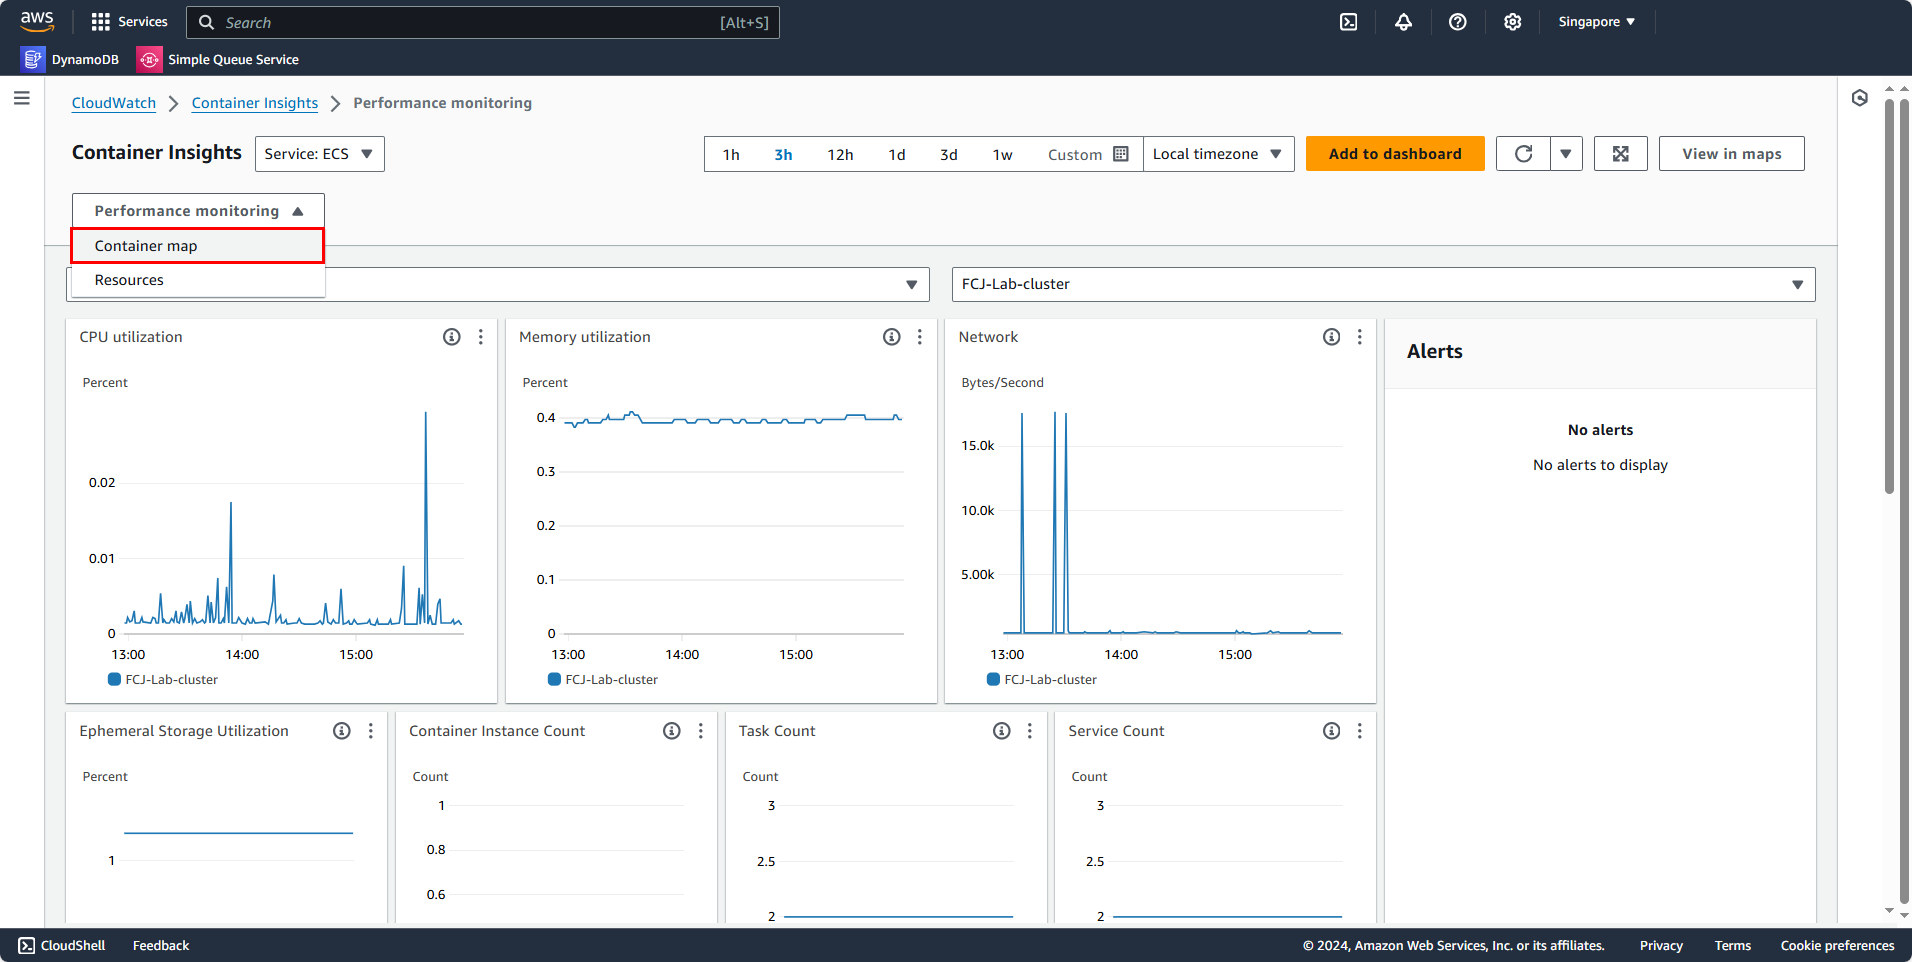 aws
Services
Search
[Alt+S]
Singapore
DynamoDB
Simple Queue Service
CloudWatch
Container Insights
Performance monitoring
Container Insights
Service: ECS
1h
3h
12h
1d
3d
1w
Custom
Local timezone
Add to dashboard
View in maps
Performance monitoring
Container map
Resources
FCJ-Lab-cluster
CPU utilization
Percent
0.02
0.01
0
13:00
14:00
15:00
FCJ-Lab-cluster
Memory utilization
Percent
0.4
0.3
0.2
0.1
0
13:00
14:00
15:00
FCJ-Lab-cluster
Network
Bytes/Second
15.0k
10.0k
5.00k
13:00
14:00
15:00
FCJ-Lab-cluster
Alerts
No alerts
No alerts to display
Ephemeral Storage Utilization
Percent
1
Container Instance Count
Count
1
0.8
0.6
Task Count
Count
3
2.5
2
Service Count
Count
3
2.5
2
CloudShell
Feedback
© 2024, Amazon Web Services, Inc. or its affiliates.
Privacy
Terms
Cookie preferences